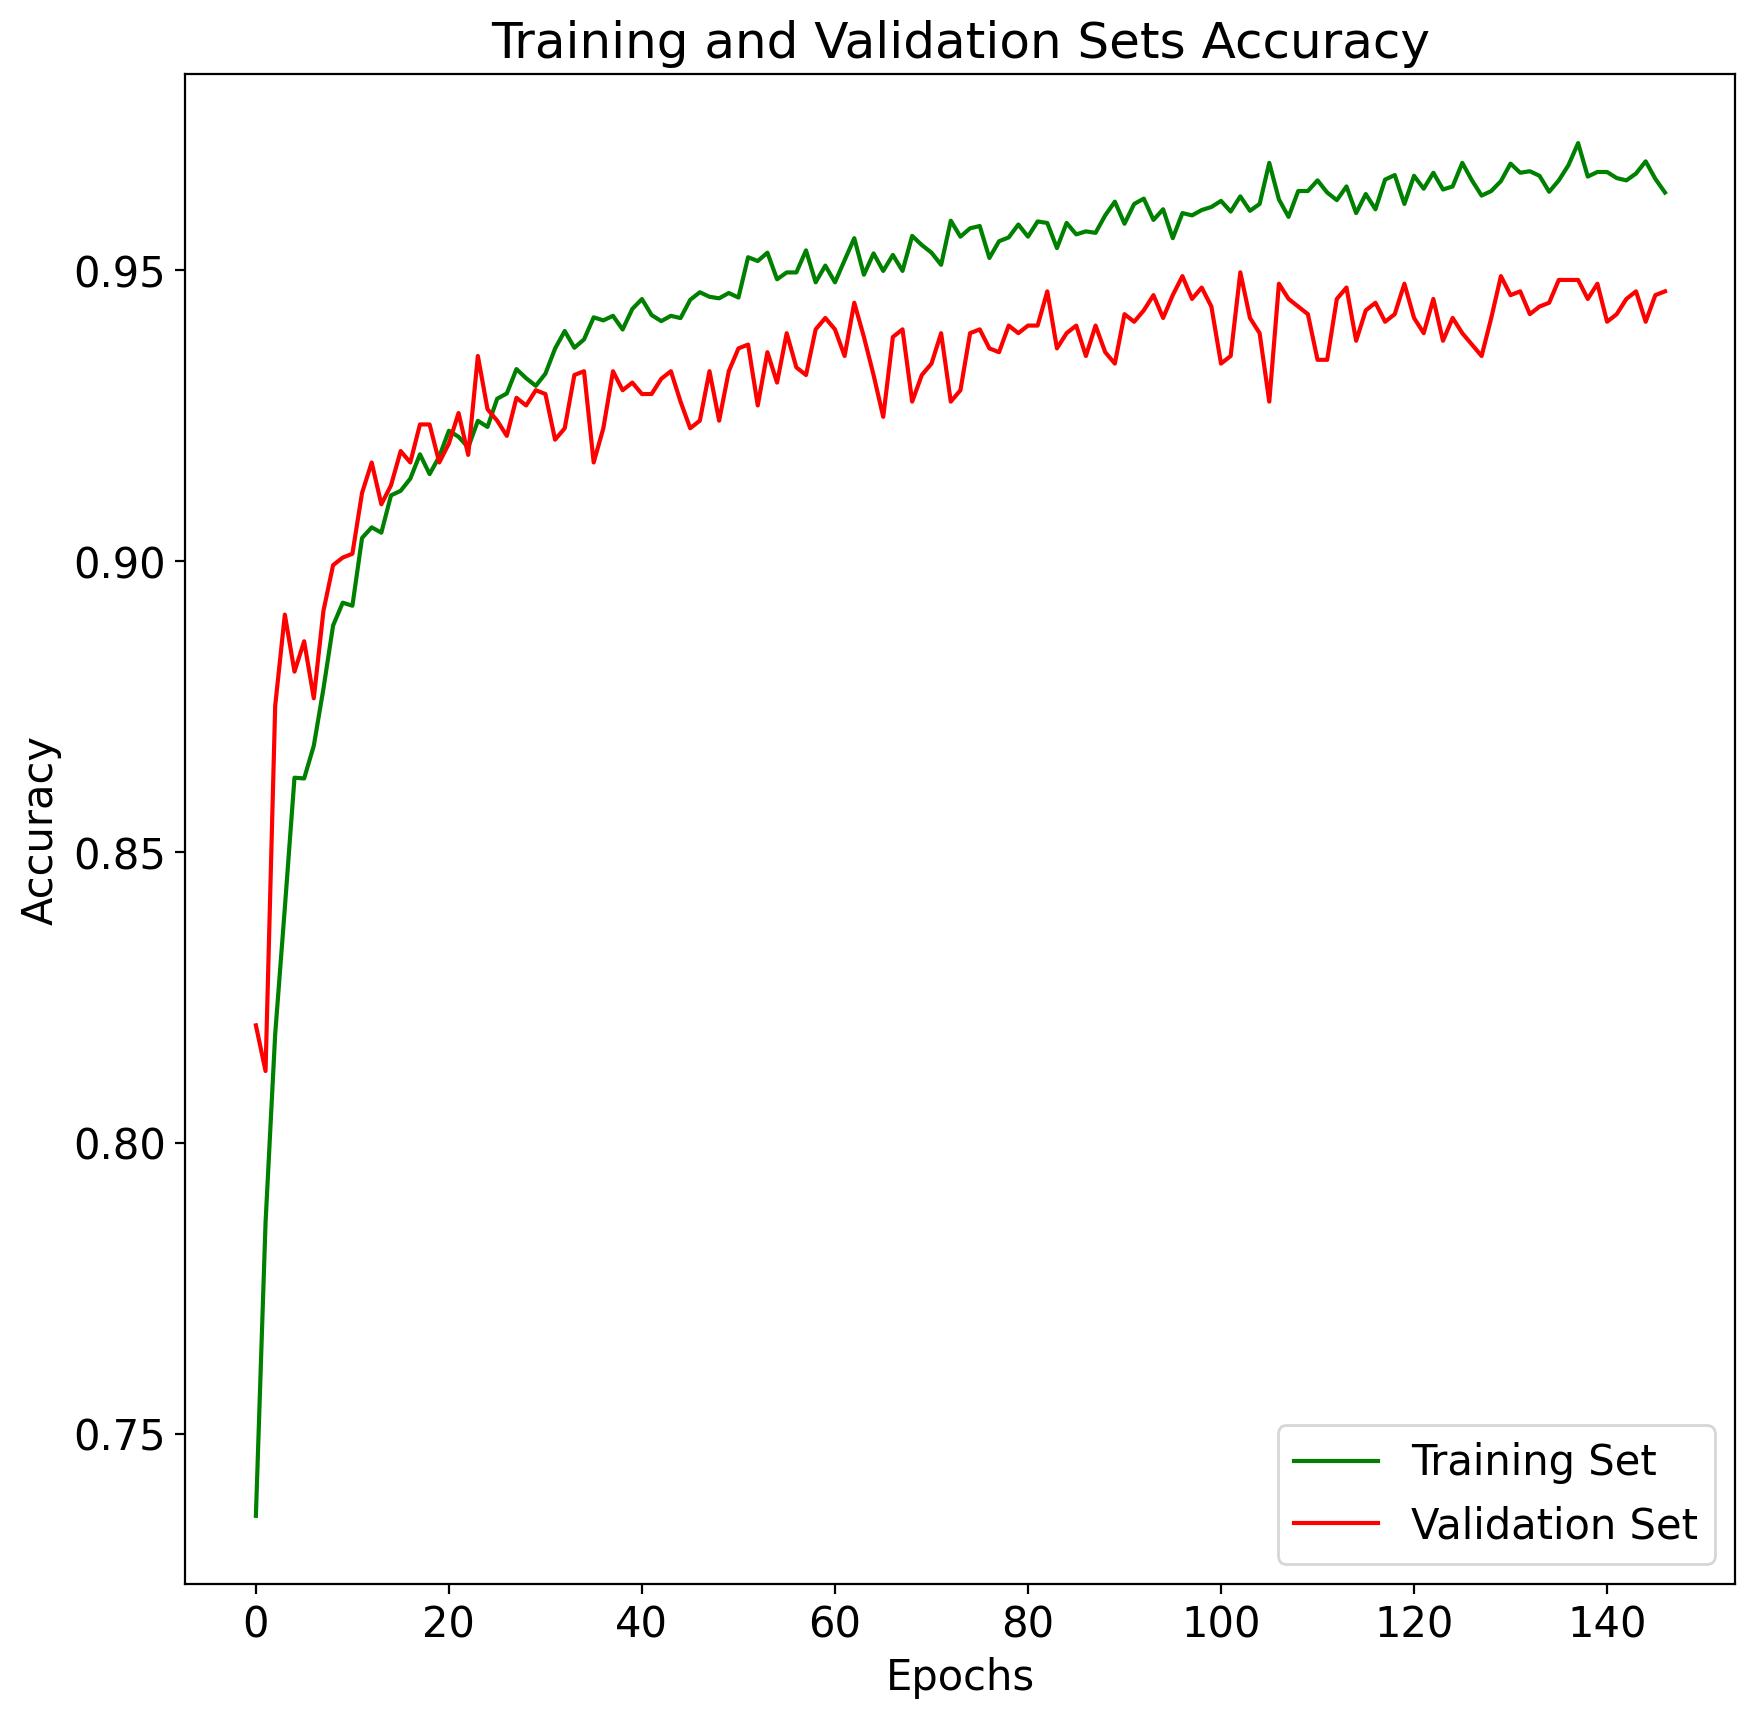 Training and Validation Sets Accuracy
0.95
0.90
0.85
0.80
0.75
Accuracy
Training Set
Validation Set
0 20 40 60 80 100 120 140
Epochs